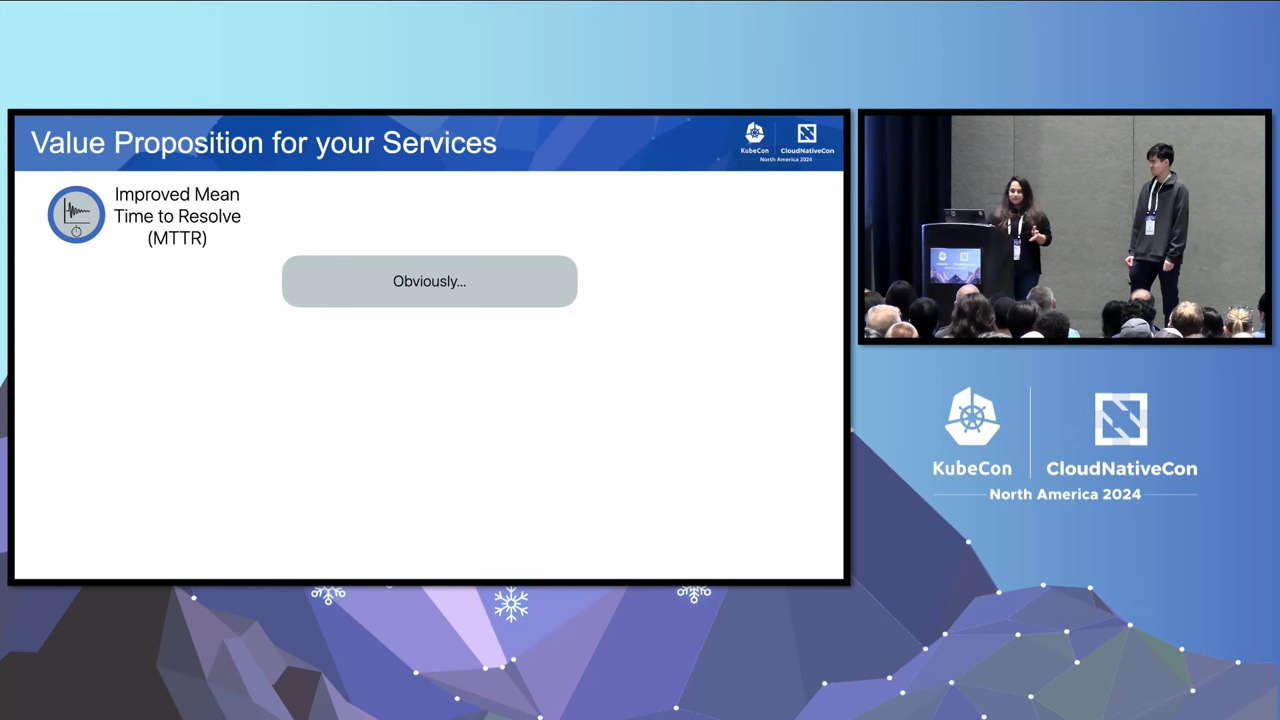 Value Proposition for your Services
KubeCon
CloudNativeCon
North America 2024
Improved Mean
Time to Resolve
(MTTR)
Obviously...
KubeCon
CloudNativeCon
North America 2024